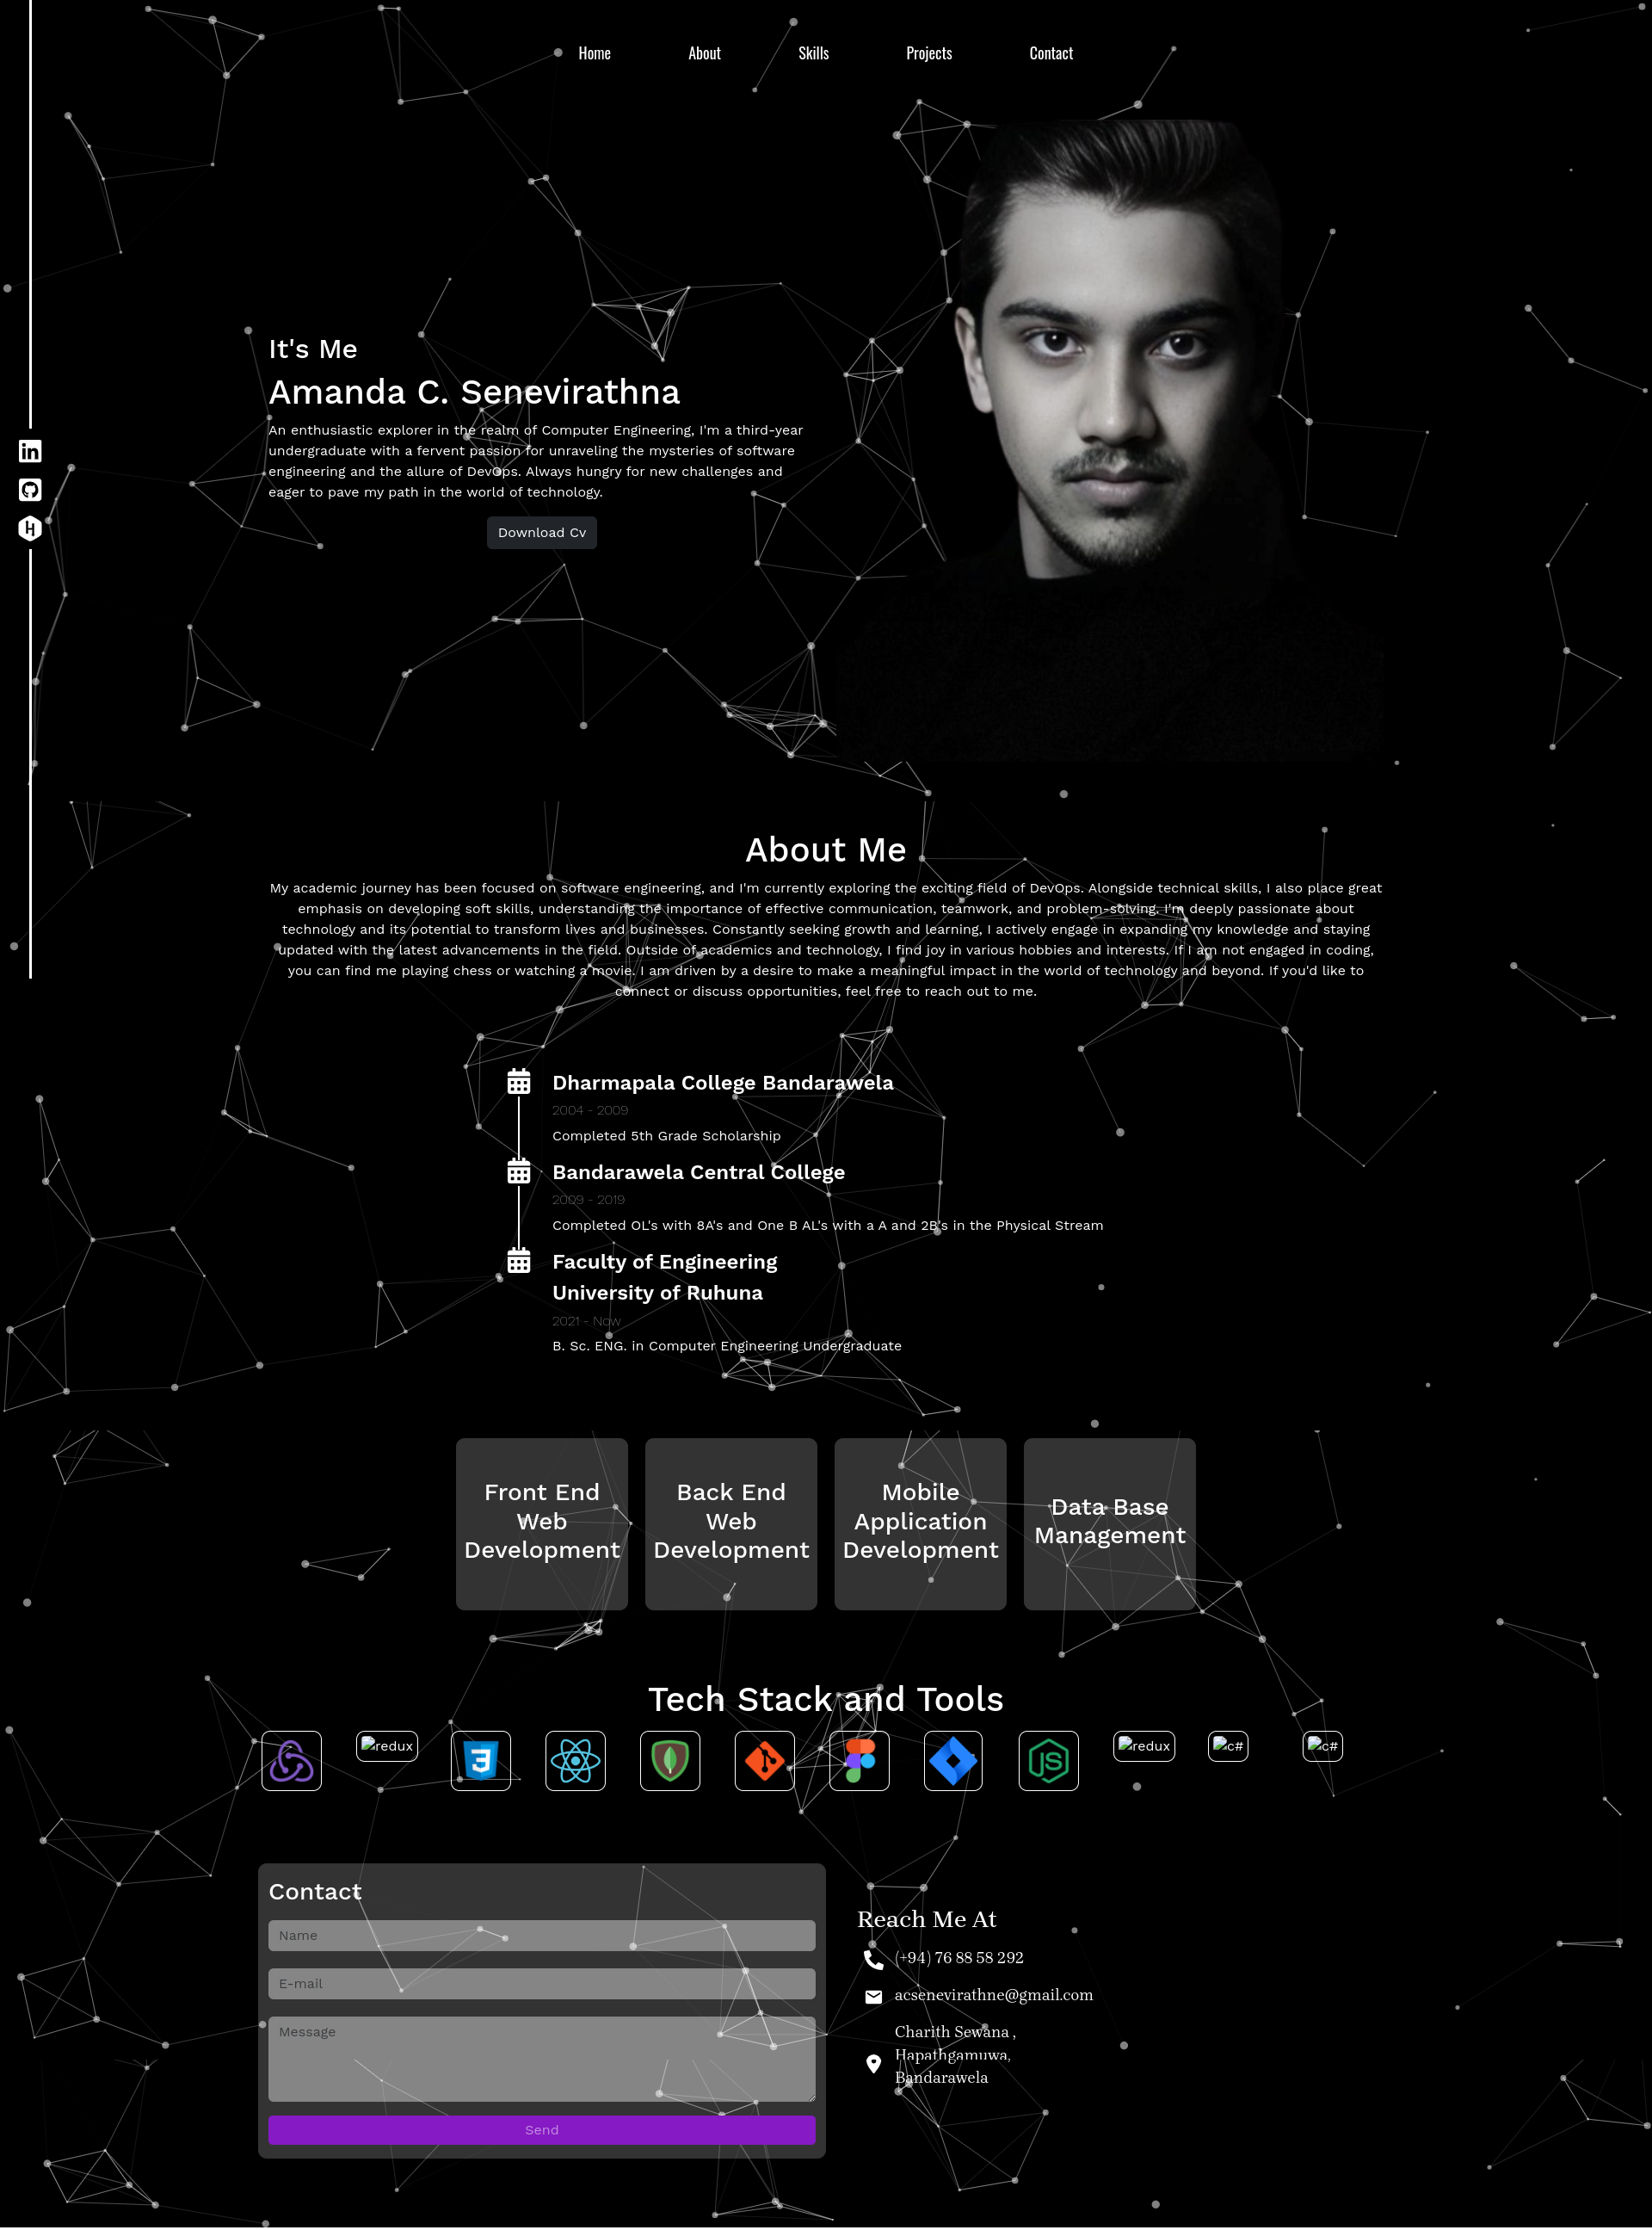 Home About Skills Projects Contact
It's Me
Amanda C. Senevirathna
An enthusiastic explorer in the realm of Computer Engineering, I'm a third-year
undergraduate with a fervent passion for unraveling the mysteries of software
engineering and the allure of DevOps. Always hungry for new challenges and
eager to pave my path in the world of technology.
Download Cv
About Me
My academic journey has been focused on software engineering, and I'm currently exploring the exciting field of DevOps. Alongside technical skills, I also place great
emphasis on developing soft skills, understanding the importance of effective communication, teamwork, and problem-solving. I'm deeply passionate about
technology and its potential to transform lives and businesses. Constantly seeking growth and learning, I actively engage in expanding my knowledge and staying
updated with the latest advancements in the field. Outside of academics and technology, I find joy in various hobbies and interests. If I am not engaged in coding,
you can find me playing chess or watching a movie. I am driven by a desire to make a meaningful impact in the world of technology and beyond. If you'd like to
connect or discuss opportunities, feel free to reach out to me.
Dharmapala College Bandarawela
2004 - 2009
Completed 5th Grade Scholarship
Bandarawela Central College
2009 - 2019
Completed OL's with 8A's and One B AL's with a A and 2B's in the Physical Stream
Faculty of Engineering
University of Ruhuna
2021 - Now
B. Sc. ENG. in Computer Engineering Undergraduate
Front End
Web
Development
Back End
Web
Development
Mobile
Application
Development
Data Base
Management
Tech Stack and Tools
redux 3 JS redux c# c#
Contact
Name
E-mail
Message
Send
Reach Me At
(+94) 76 88 58 292
acsenevirathne@gmail.com
Charith Sewana ,
Hapathgamuwa,
Bandarawela